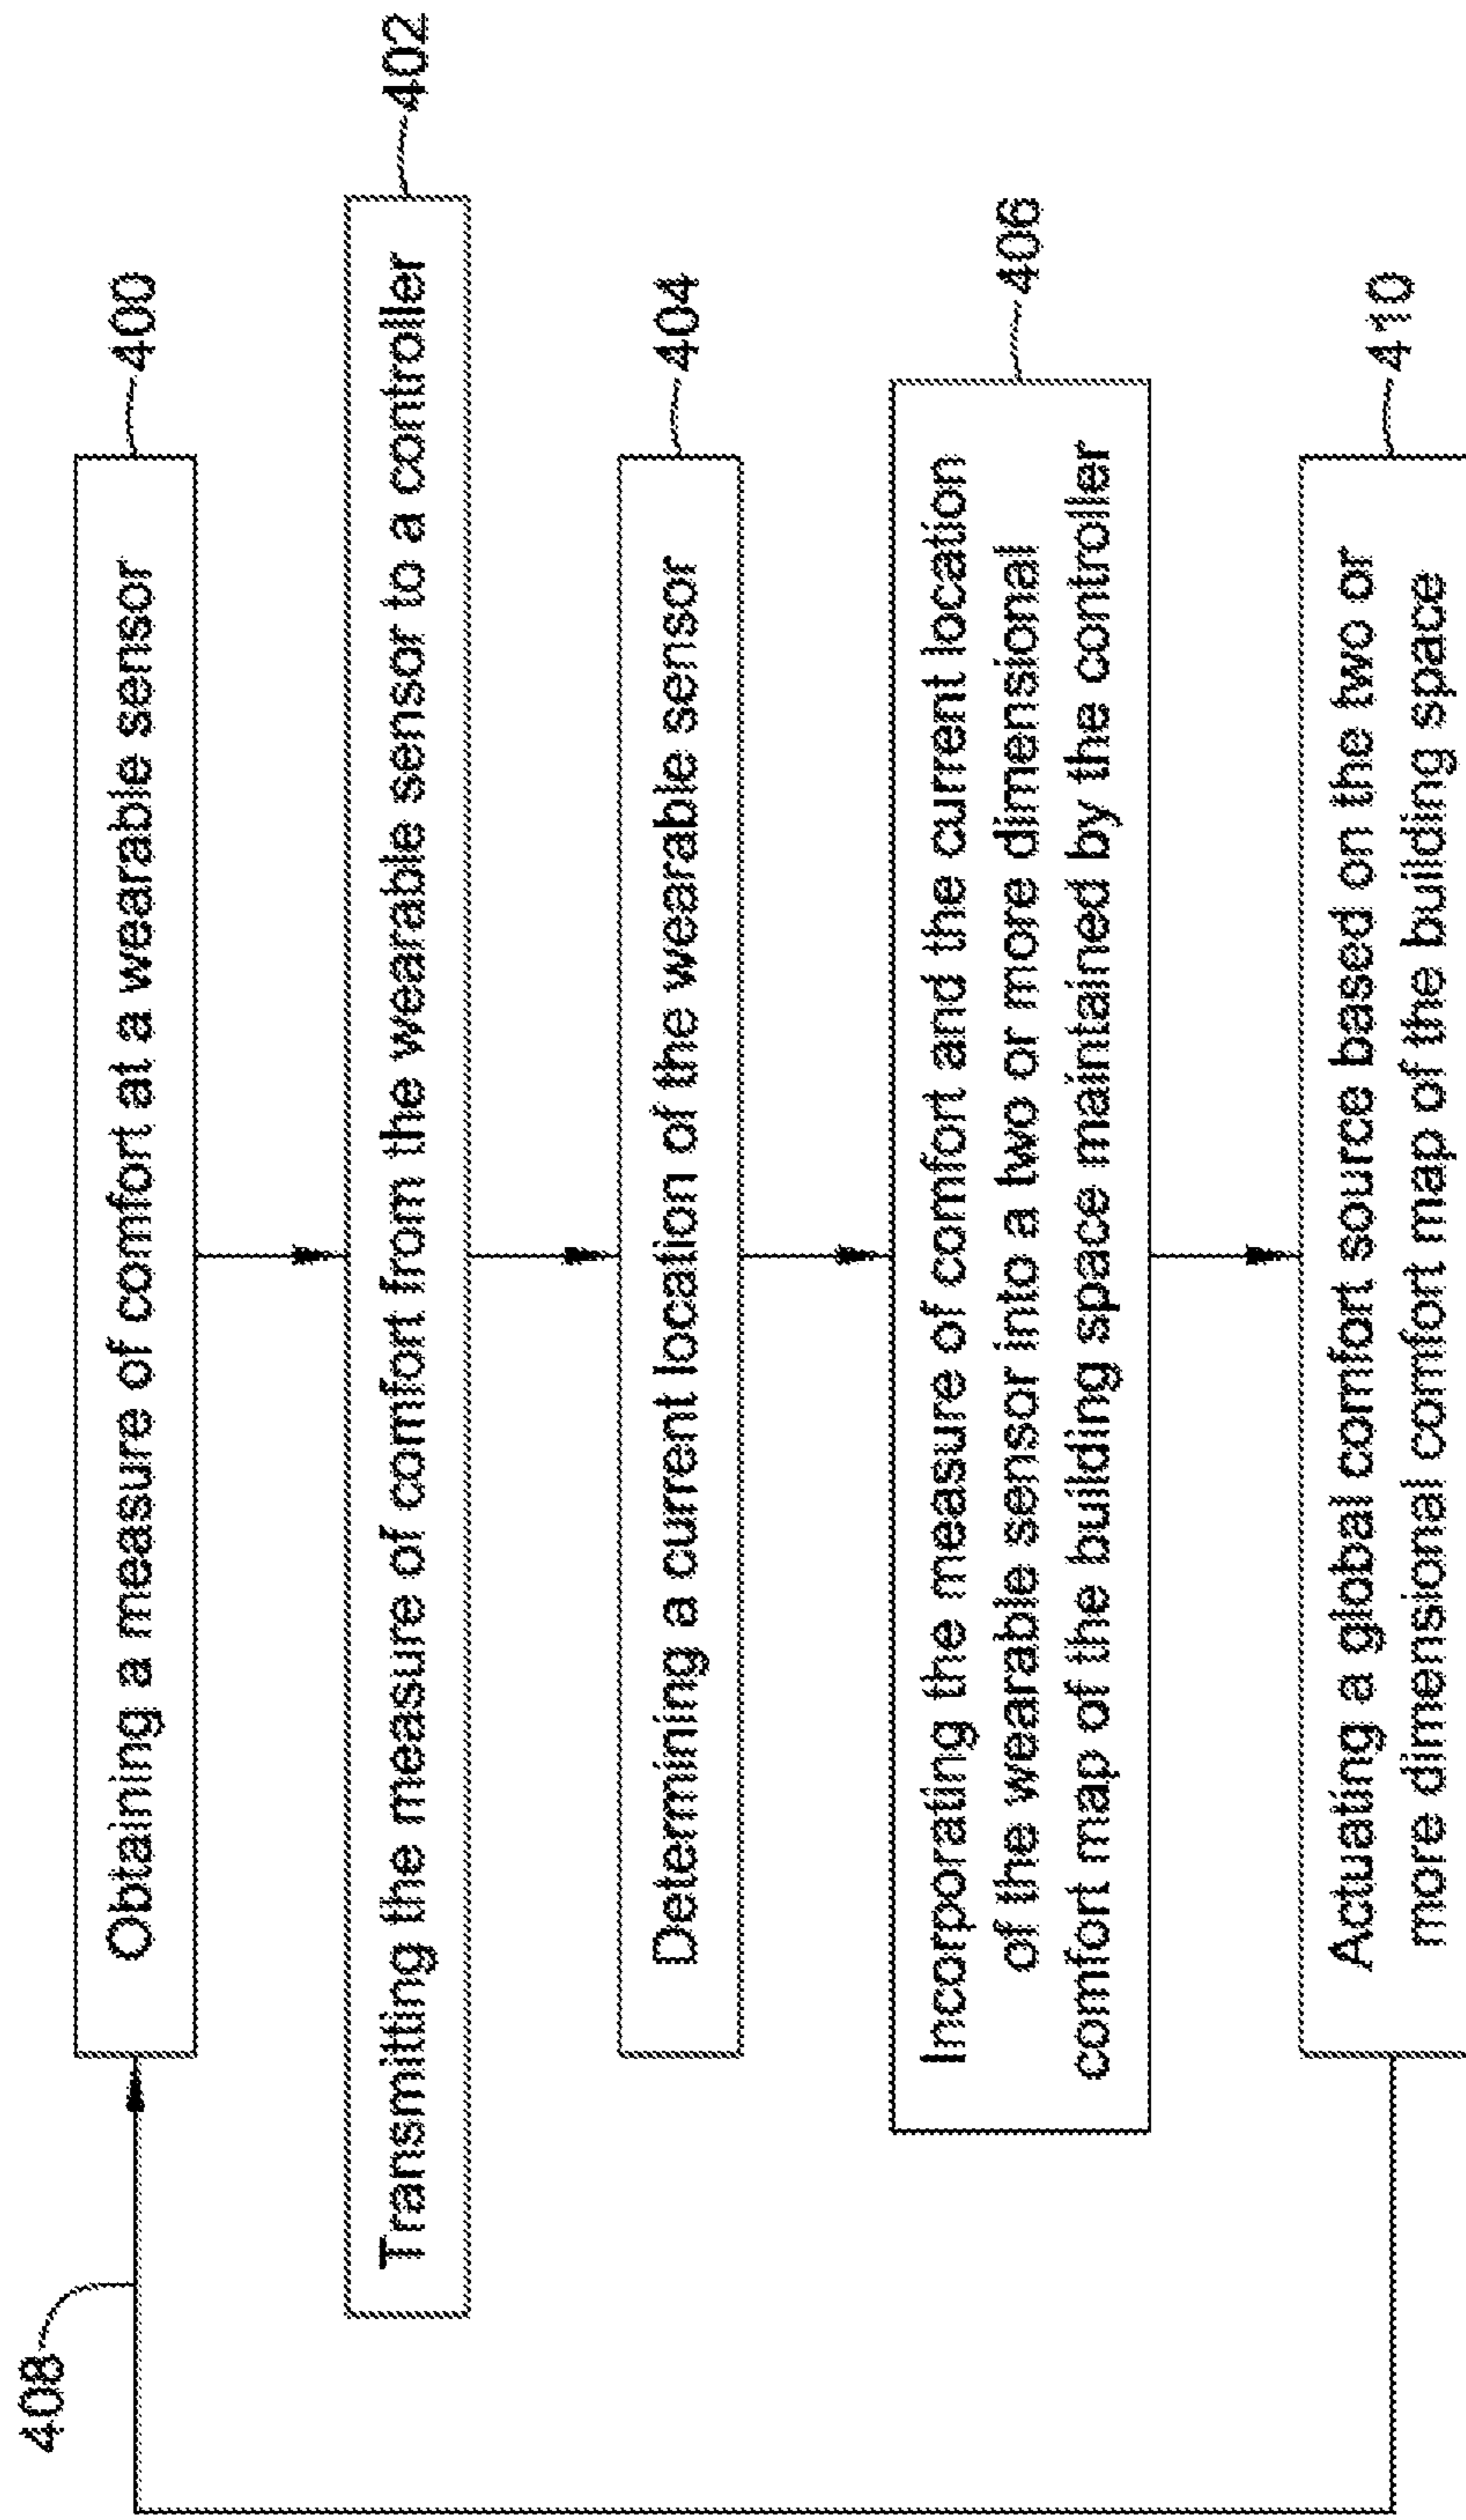 408
Obtaining a measure of comfort at a wearable sensor
400
Transmitting the measure of comfort from the wearable sensor to a controller
402
Determining a current location of the wearable sensor
404
Incorporating the measure of comfort and the current location
of the wearable sensor into a two or more dimensional
comfort map of the building space maintained by the controller
406
Actuating a global comfort source based on the two or
more dimensional comfort map of the building space
410